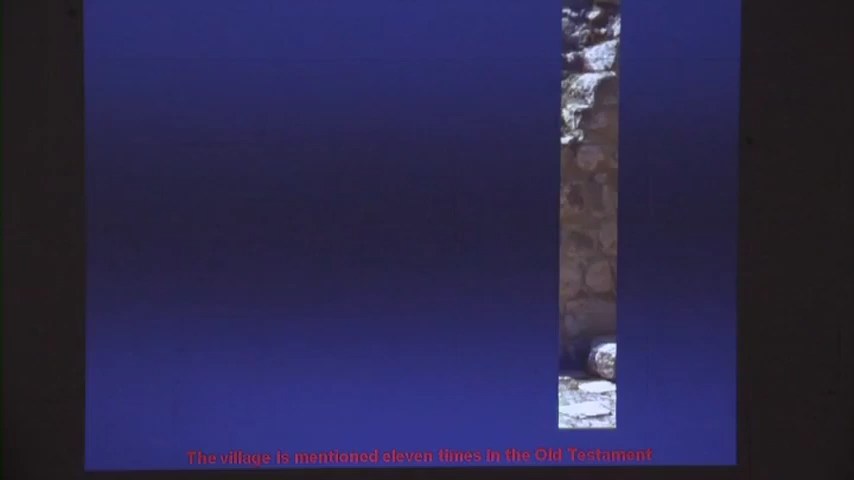 The village is mentioned eleven times in the Old Testament